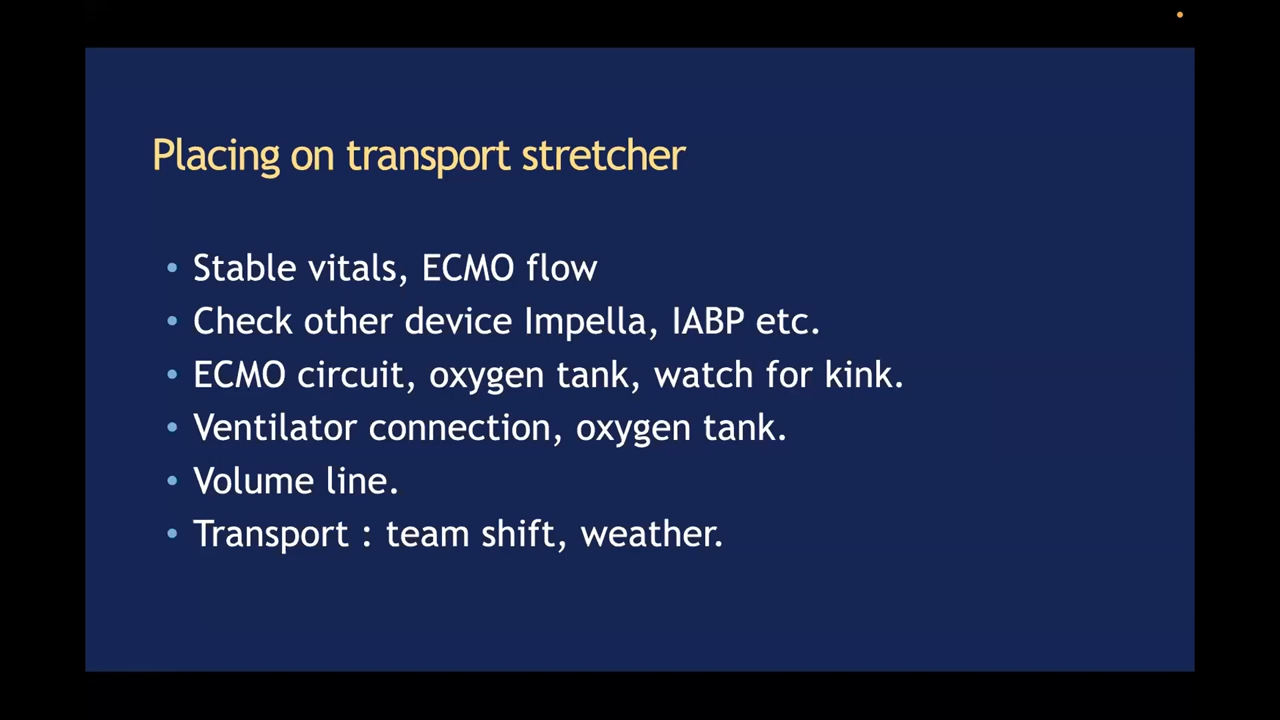 Placing on transport stretcher
• Stable vitals, ECMO flow
• Check other device Impella, IABP etc.
• ECMO circuit, oxygen tank, watch for kink.
• Ventilator connection, oxygen tank.
• Volume line.
• Transport : team shift, weather.